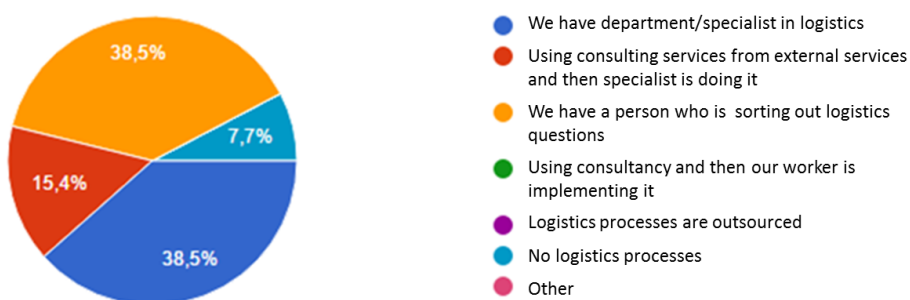 38,5%
7,7%
15,4%
38,5%
We have department/specialist in logistics
Using consulting services from external services
and then specialist is doing it
We have a person who is sorting out logistics
questions
Using consultancy and then our worker is
implementing it
Logistics processes are outsourced
No logistics processes
Other